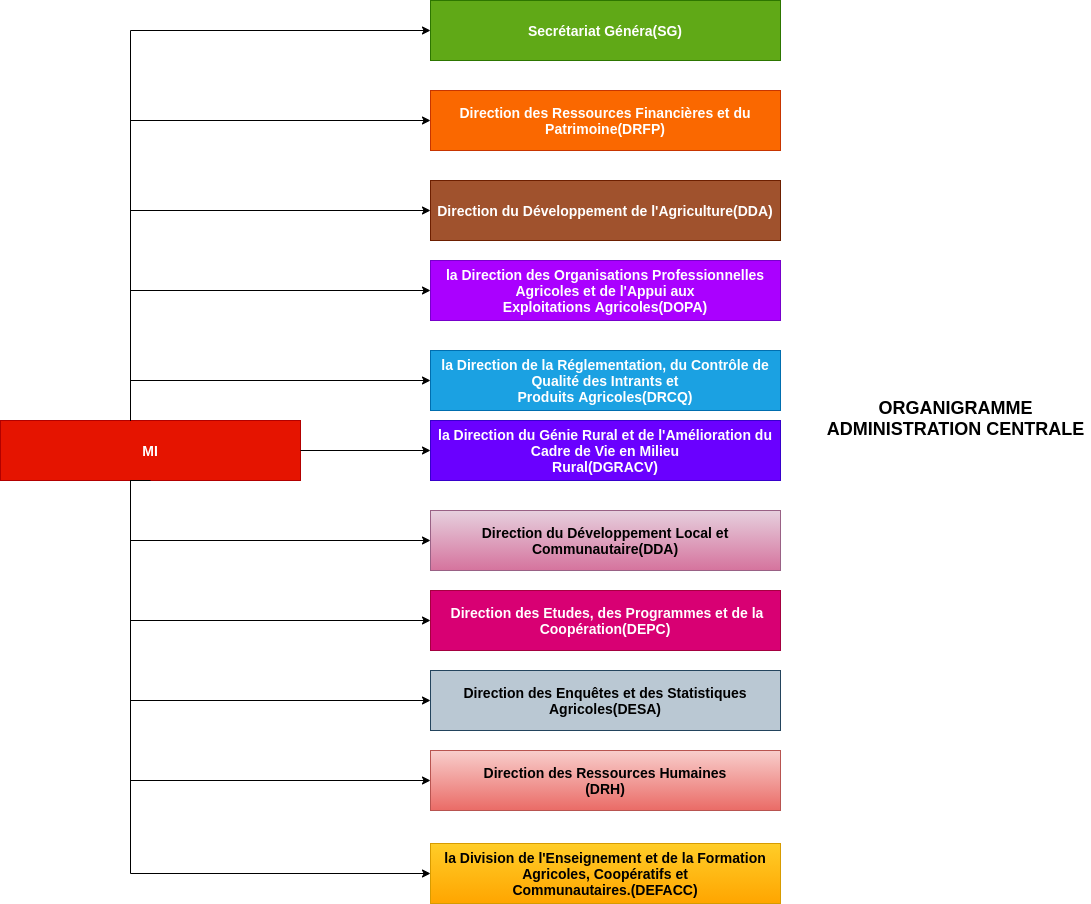 Secrétariat Généra(SG)
Direction des Ressources Financières et du
Patrimoine(DRFP)
Direction du Développement de l'Agriculture(DDA)
la Direction des Organisations Professionnelles
Agricoles et de l'Appui aux
Exploitations Agricoles(DOPA)
la Direction de la Réglementation, du Contrôle de
Qualité des Intrants et
Produits Agricoles(DRCQ)
MI
la Direction du Génie Rural et de l'Amélioration du
Cadre de Vie en Milieu
Rural(DGRACV)
Direction du Développement Local et
Communautaire(DDA)
Direction des Etudes, des Programmes et de la
Coopération(DEPC)
Direction des Enquêtes et des Statistiques
Agricoles(DESA)
Direction des Ressources Humaines
(DRH)
la Division de l'Enseignement et de la Formation
Agricoles, Coopératifs et
Communautaires.(DEFACC)
ORGANIGRAMME
ADMINISTRATION CENTRALE